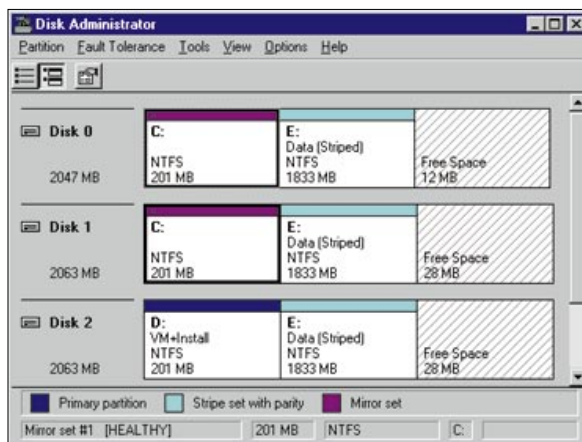 Disk Administrator
Partition Fault Tolerance Tools View Options Help
Disk 0
2047 MB
C:
NTFS
201 MB
E:
Data (Striped)
NTFS
1833 MB
Free Space
12 MB
Disk 1
2063 MB
C:
NTFS
201 MB
E:
Data (Striped)
NTFS
1833 MB
Free Space
28 MB
Disk 2
2063 MB
D:
VM+Install
NTFS
201 MB
E:
Data (Striped)
NTFS
1833 MB
Free Space
28 MB
Primary partition Stripe set with parity Mirror set
Mirror set #1 [HEALTHY] 201 MB NTFS C: